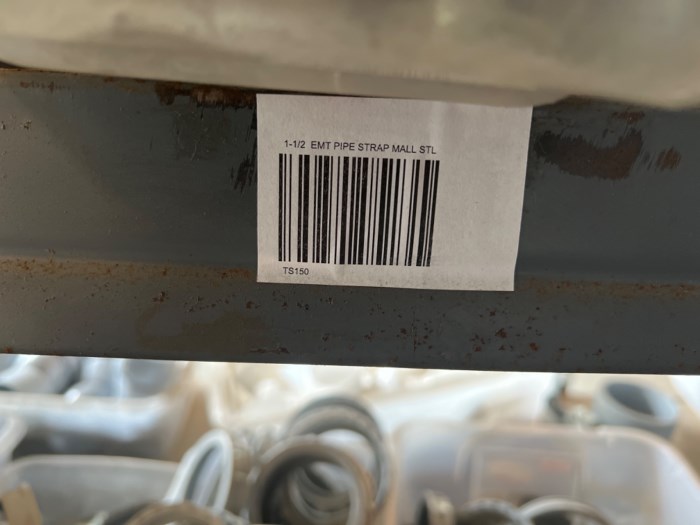 1-1/2 EMT PIPE STRAP MALL STL
TS150